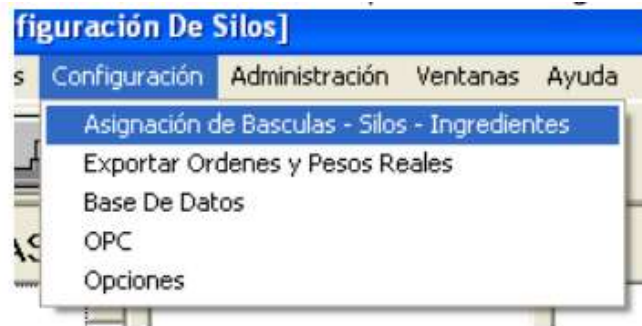 figuración De Silos]
s Configuración Administración Ventanas Ayuda
Asignación de Basculas - Silos - Ingredientes
Exportar Ordenes y Pesos Reales
Base De Datos
AS OPC
Opciones